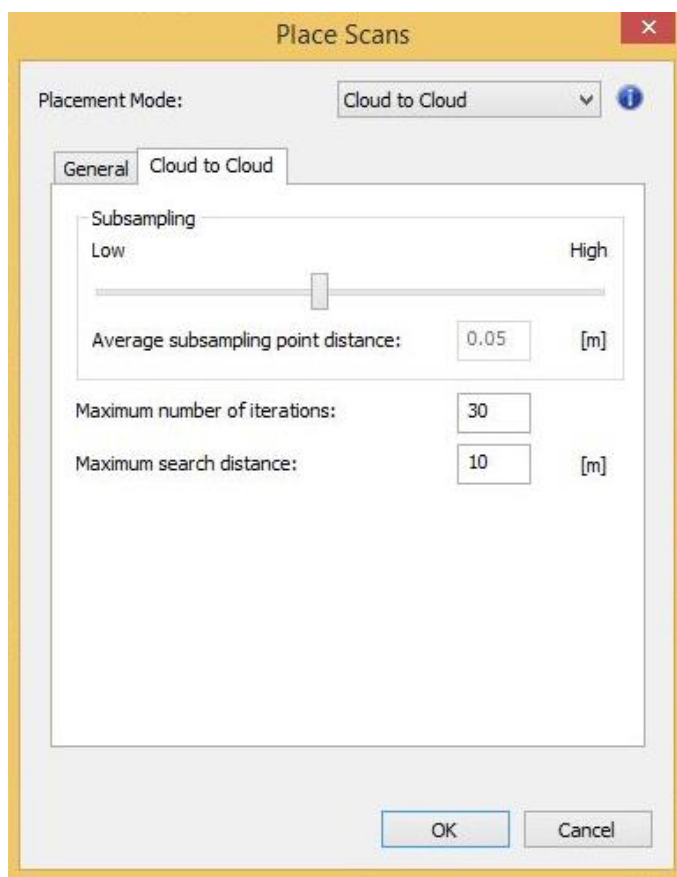 Place Scans
Placement Mode: Cloud to Cloud
General Cloud to Cloud
Subsampling
Low High
Average subsampling point distance: 0.05 [m]
Maximum number of iterations: 30
Maximum search distance: 10 [m]
OK Cancel